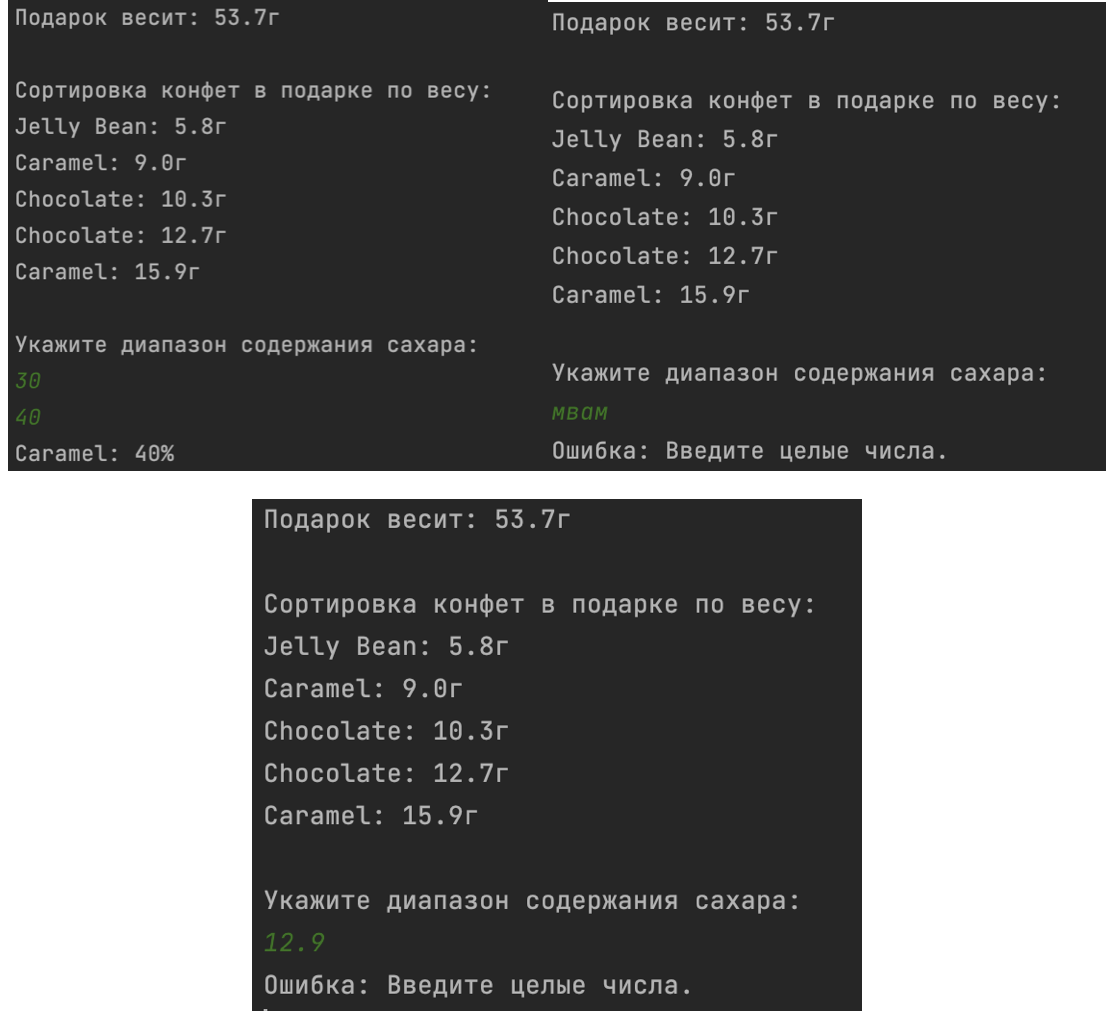 Подарок весит: 53.7г
Сортировка конфет в подарке по весу:
Jelly Bean: 5.8г
Caramel: 9.0г
Chocolate: 10.3г
Chocolate: 12.7г
Caramel: 15.9г
Укажите диапазон содержания сахара:
30
40
Caramel: 40%
Подарок весит: 53.7г
Сортировка конфет в подарке по весу:
Jelly Bean: 5.8г
Caramel: 9.0г
Chocolate: 10.3г
Chocolate: 12.7г
Caramel: 15.9г
Укажите диапазон содержания сахара:
мвам
Ошибка: Введите целые числа.
Подарок весит: 53.7г
Сортировка конфет в подарке по весу:
Jelly Bean: 5.8г
Caramel: 9.0г
Chocolate: 10.3г
Chocolate: 12.7г
Caramel: 15.9г
Укажите диапазон содержания сахара:
12.9
Ошибка: Введите целые числа.